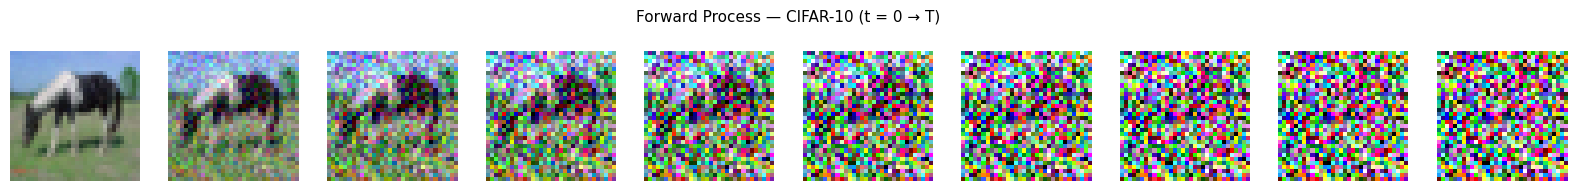 Forward Process — CIFAR-10 (t = 0 → T)